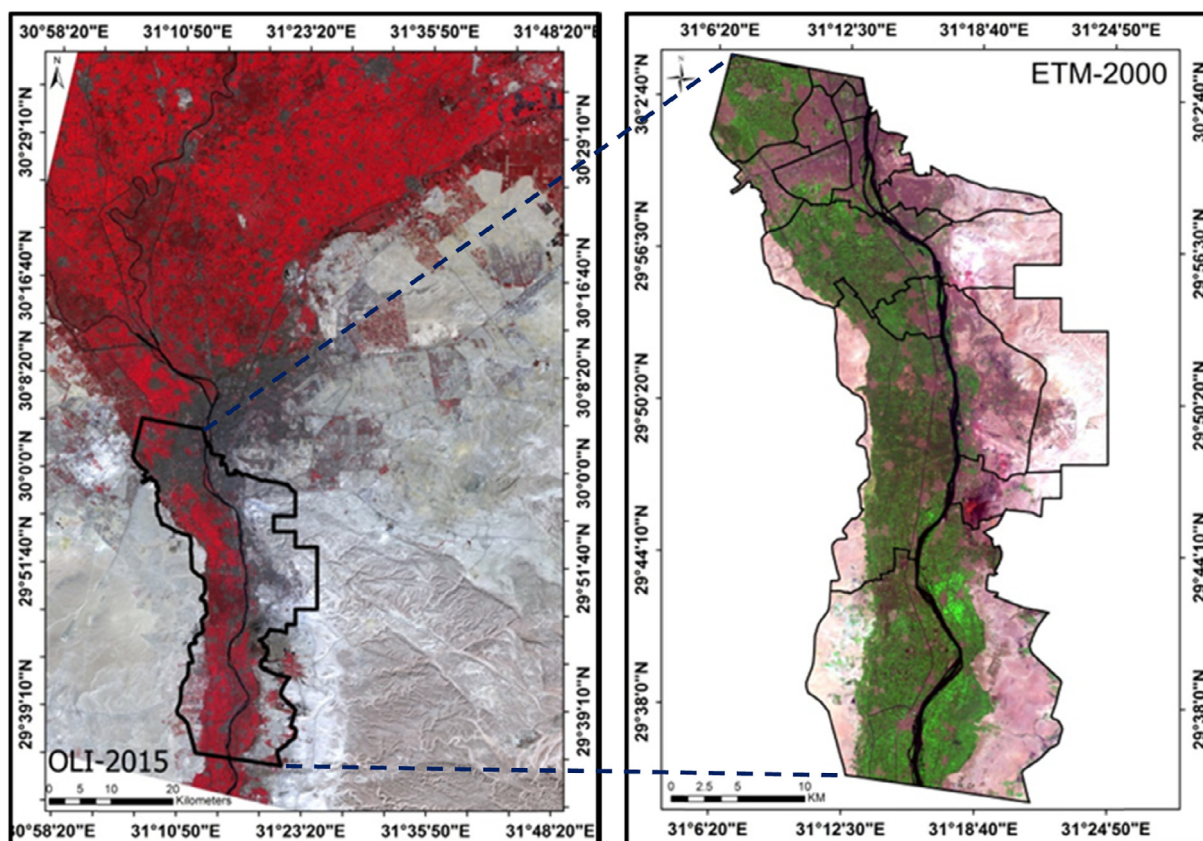 30°58'20"E 31°10'50"E 31°23'20"E 31°35'50"E 31°48'20"E
N
30°29'10"N
30°29'10"N
30°16'40"N
30°16'40"N
30°8'20"N
30°8'20"N
30°0'0"N
30°0'0"N
29°51'40"N
29°51'40"N
29°39'10"N
29°39'10"N
OLI-2015
0 5 10 20
Kilometers
30°58'20"E 31°10'50"E 31°23'20"E 31°35'50"E 31°48'20"E
31°6'20"E 31°12'30"E 31°18'40"E 31°24'50"E
N
ETM-2000
30°2'40"N
30°2'40"N
29°56'30"N
29°56'30"N
29°50'20"N
29°50'20"N
29°44'10"N
29°44'10"N
29°38'0"N
29°38'0"N
0 2.5 5 10
KM
31°6'20"E 31°12'30"E 31°18'40"E 31°24'50"E